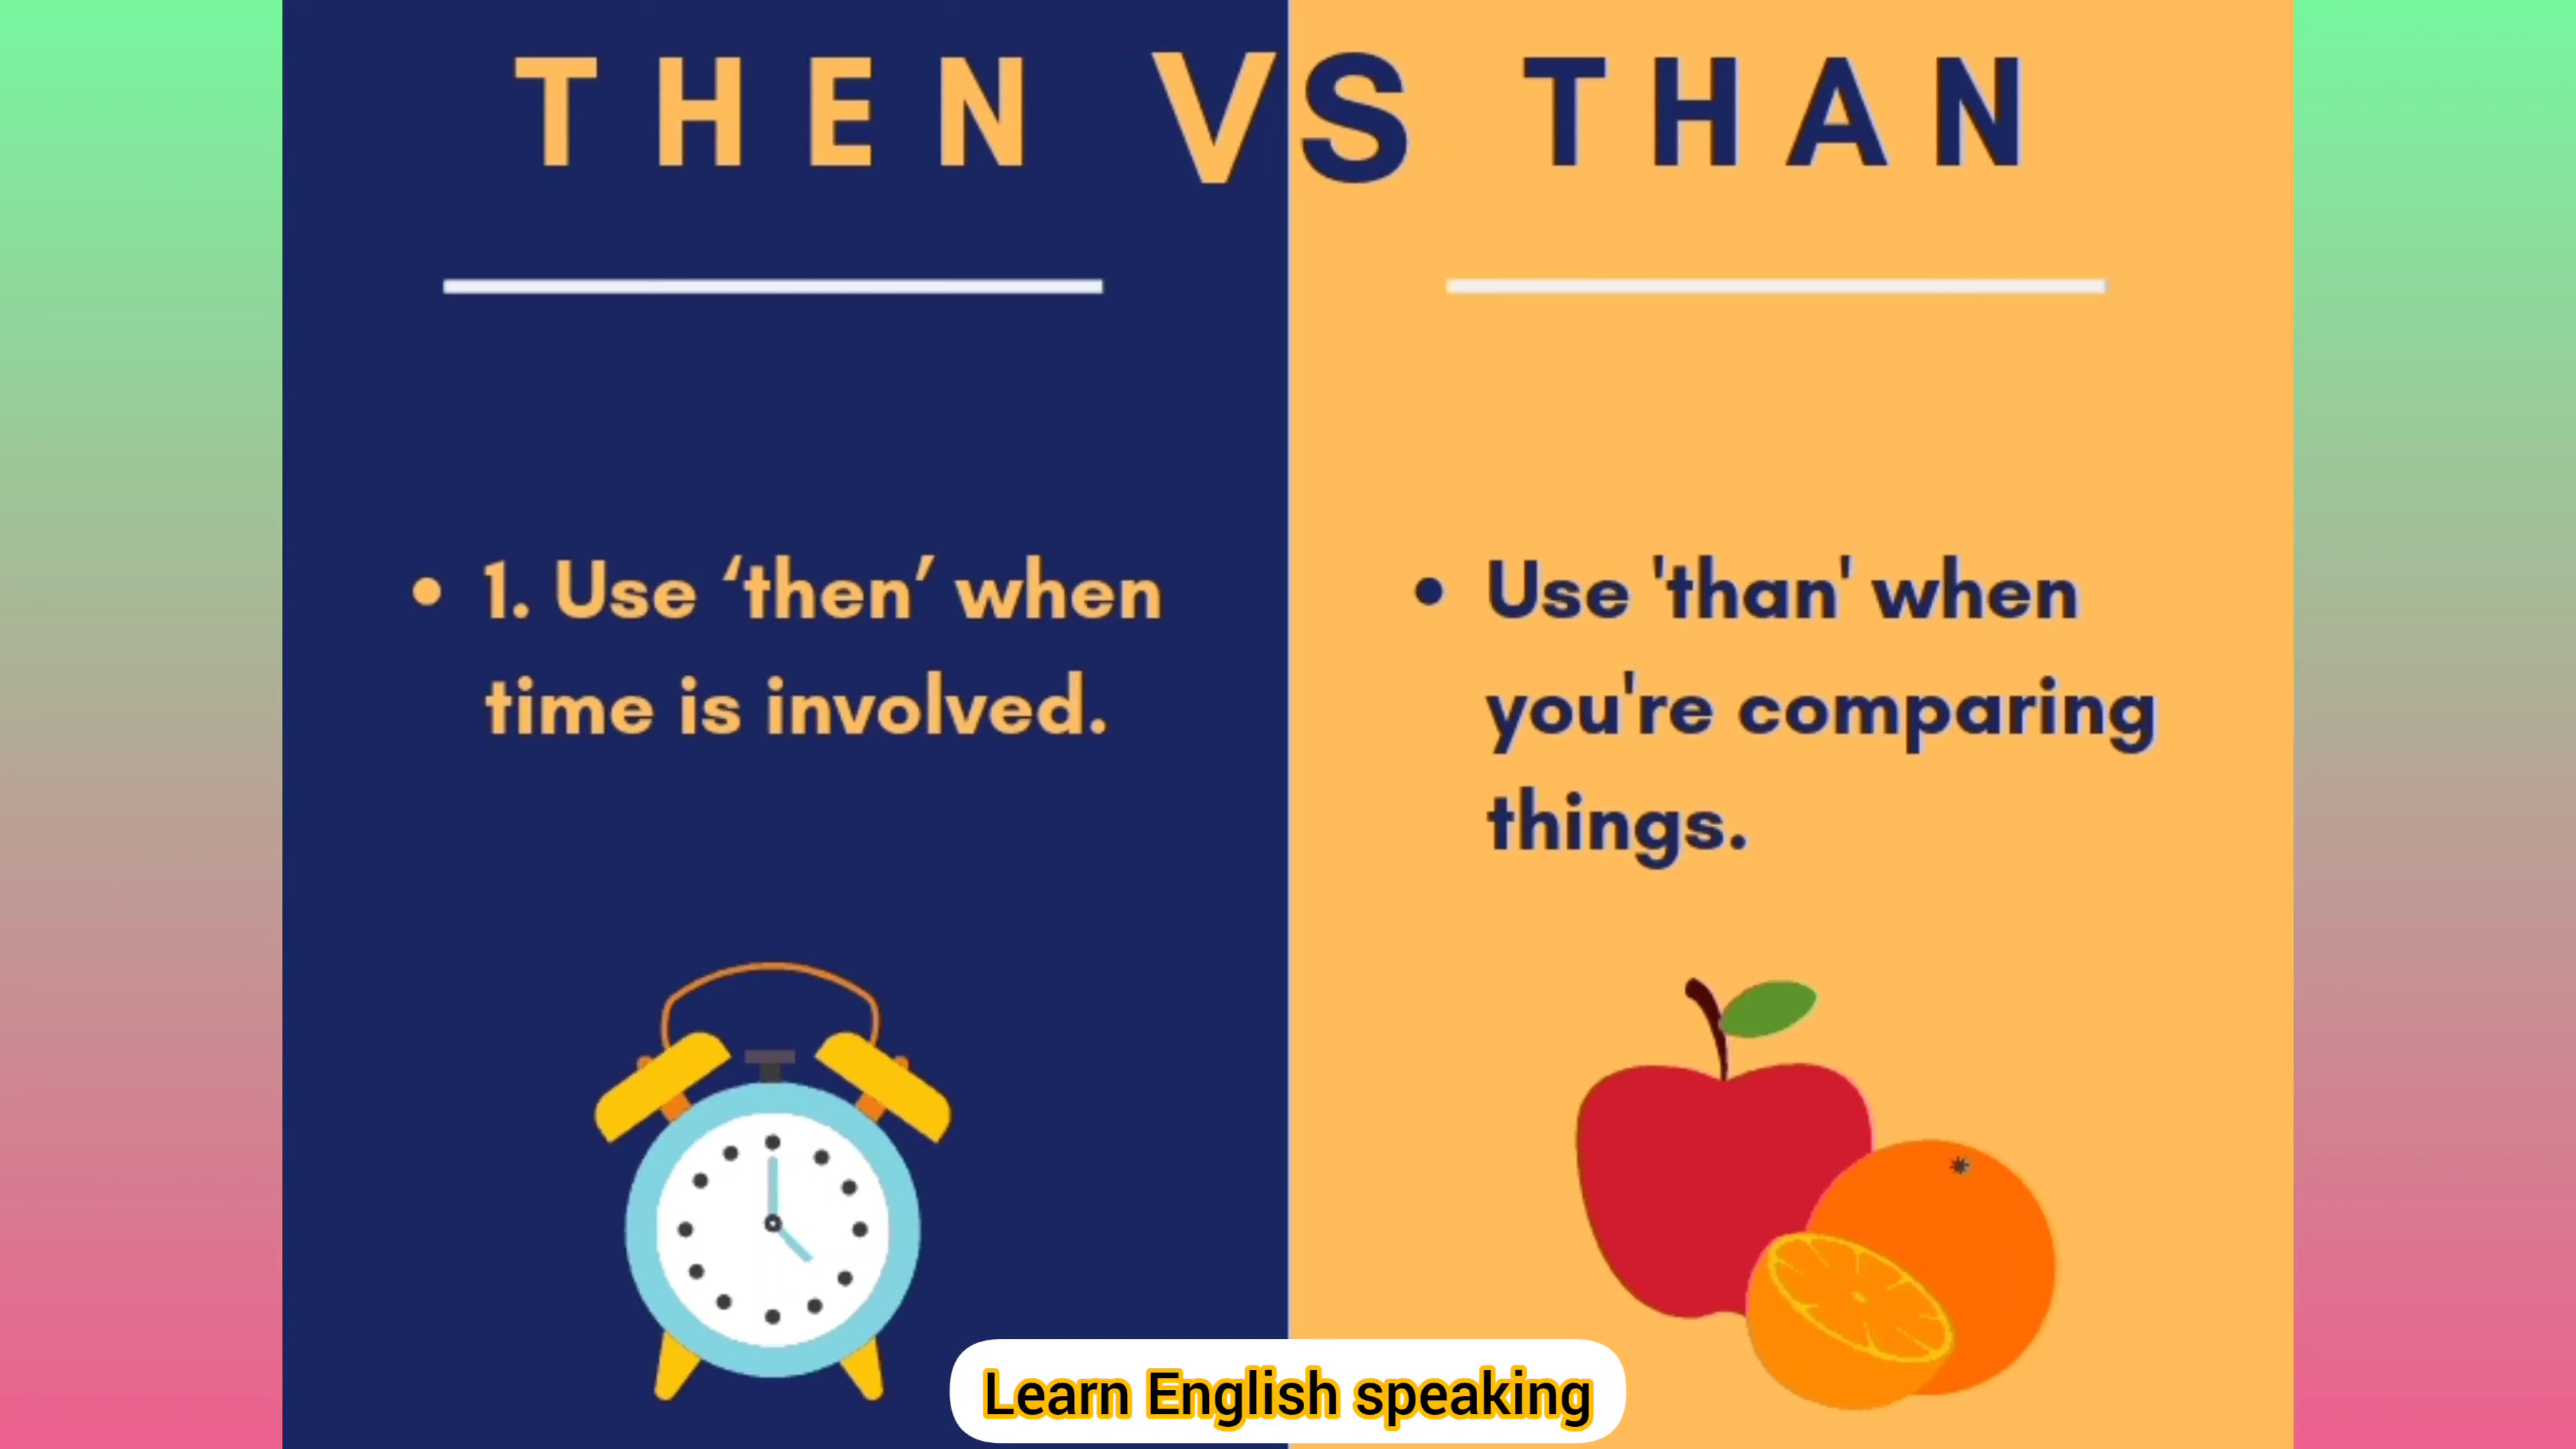 THEN VS THAN
• 1. Use ‘then’ when
time is involved.
• Use 'than' when
you're comparing
things.
Learn English speaking